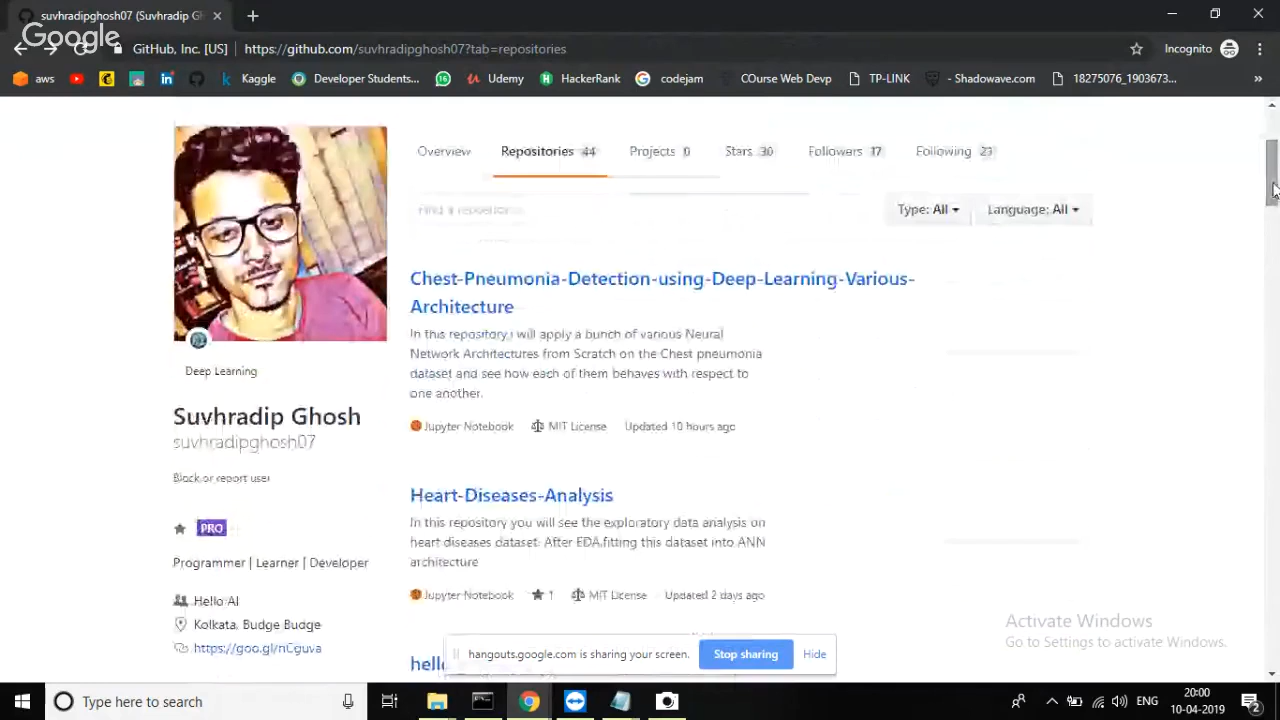 suvhradipghosh07 (Suvhradip Gh
Google
GitHub, Inc. [US]
https://github.com/suvhradipghosh07?tab=repositories
Incognito
aws
Kaggle
Developer Students...
Udemy
HackerRank
codejam
COurse Web Devp
TP-LINK
- Shadowave.com
18275076_1903673...
»
Overview
Repositories 44
Projects 0
Stars 30
Followers 17
Following 23
Find a repository
Type: All
Language: All
Chest-Pneumonia-Detection-using-Deep-Learning-Various-
Architecture
In this repository i will apply a bunch of various Neural
Network Architectures from Scratch on the Chest pneumonia
dataset and see how each of them behaves with respect to
one another.
Jupyter Notebook
MIT License
Updated 10 hours ago
Deep Learning
Suvhradip Ghosh
suvhradipghosh07
Block or report user
PRO
Programmer | Learner | Developer
Hello AI
Kolkata, Budge Budge
https://goo.gl/nCguva
Heart-Diseases-Analysis
In this repository you will see the exploratory data analysis on
heart diseases dataset. After EDA,fitting this dataset into ANN
architecture
Jupyter Notebook
1
MIT License
Updated 2 days ago
hangouts.google.com is sharing your screen.
Stop sharing
Hide
Activate Windows
Go to Settings to activate Windows.
Type here to search
ENG
20:00
10-04-2019
2